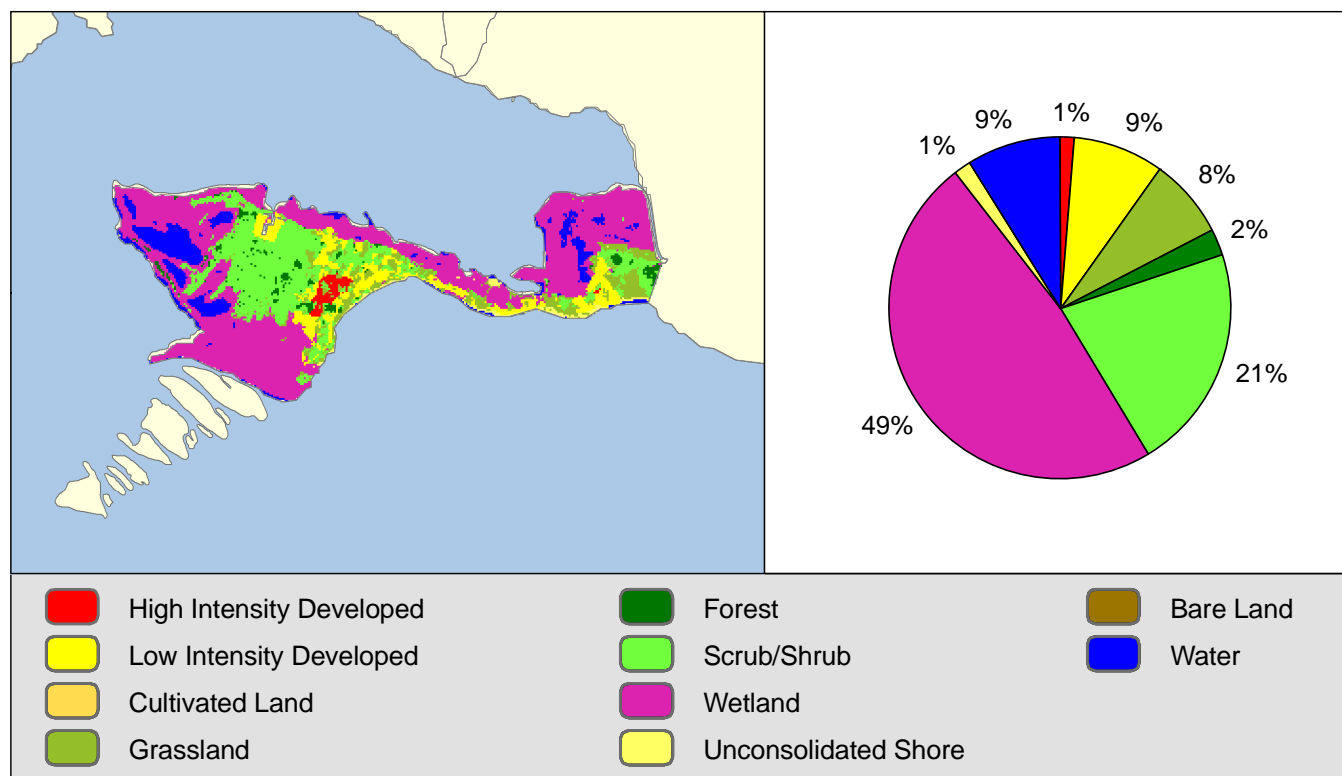 1%
9%
8%
2%
21%
49%
1%
9%
High Intensity Developed
Low Intensity Developed
Cultivated Land
Grassland
Forest
Scrub/Shrub
Wetland
Unconsolidated Shore
Bare Land
Water